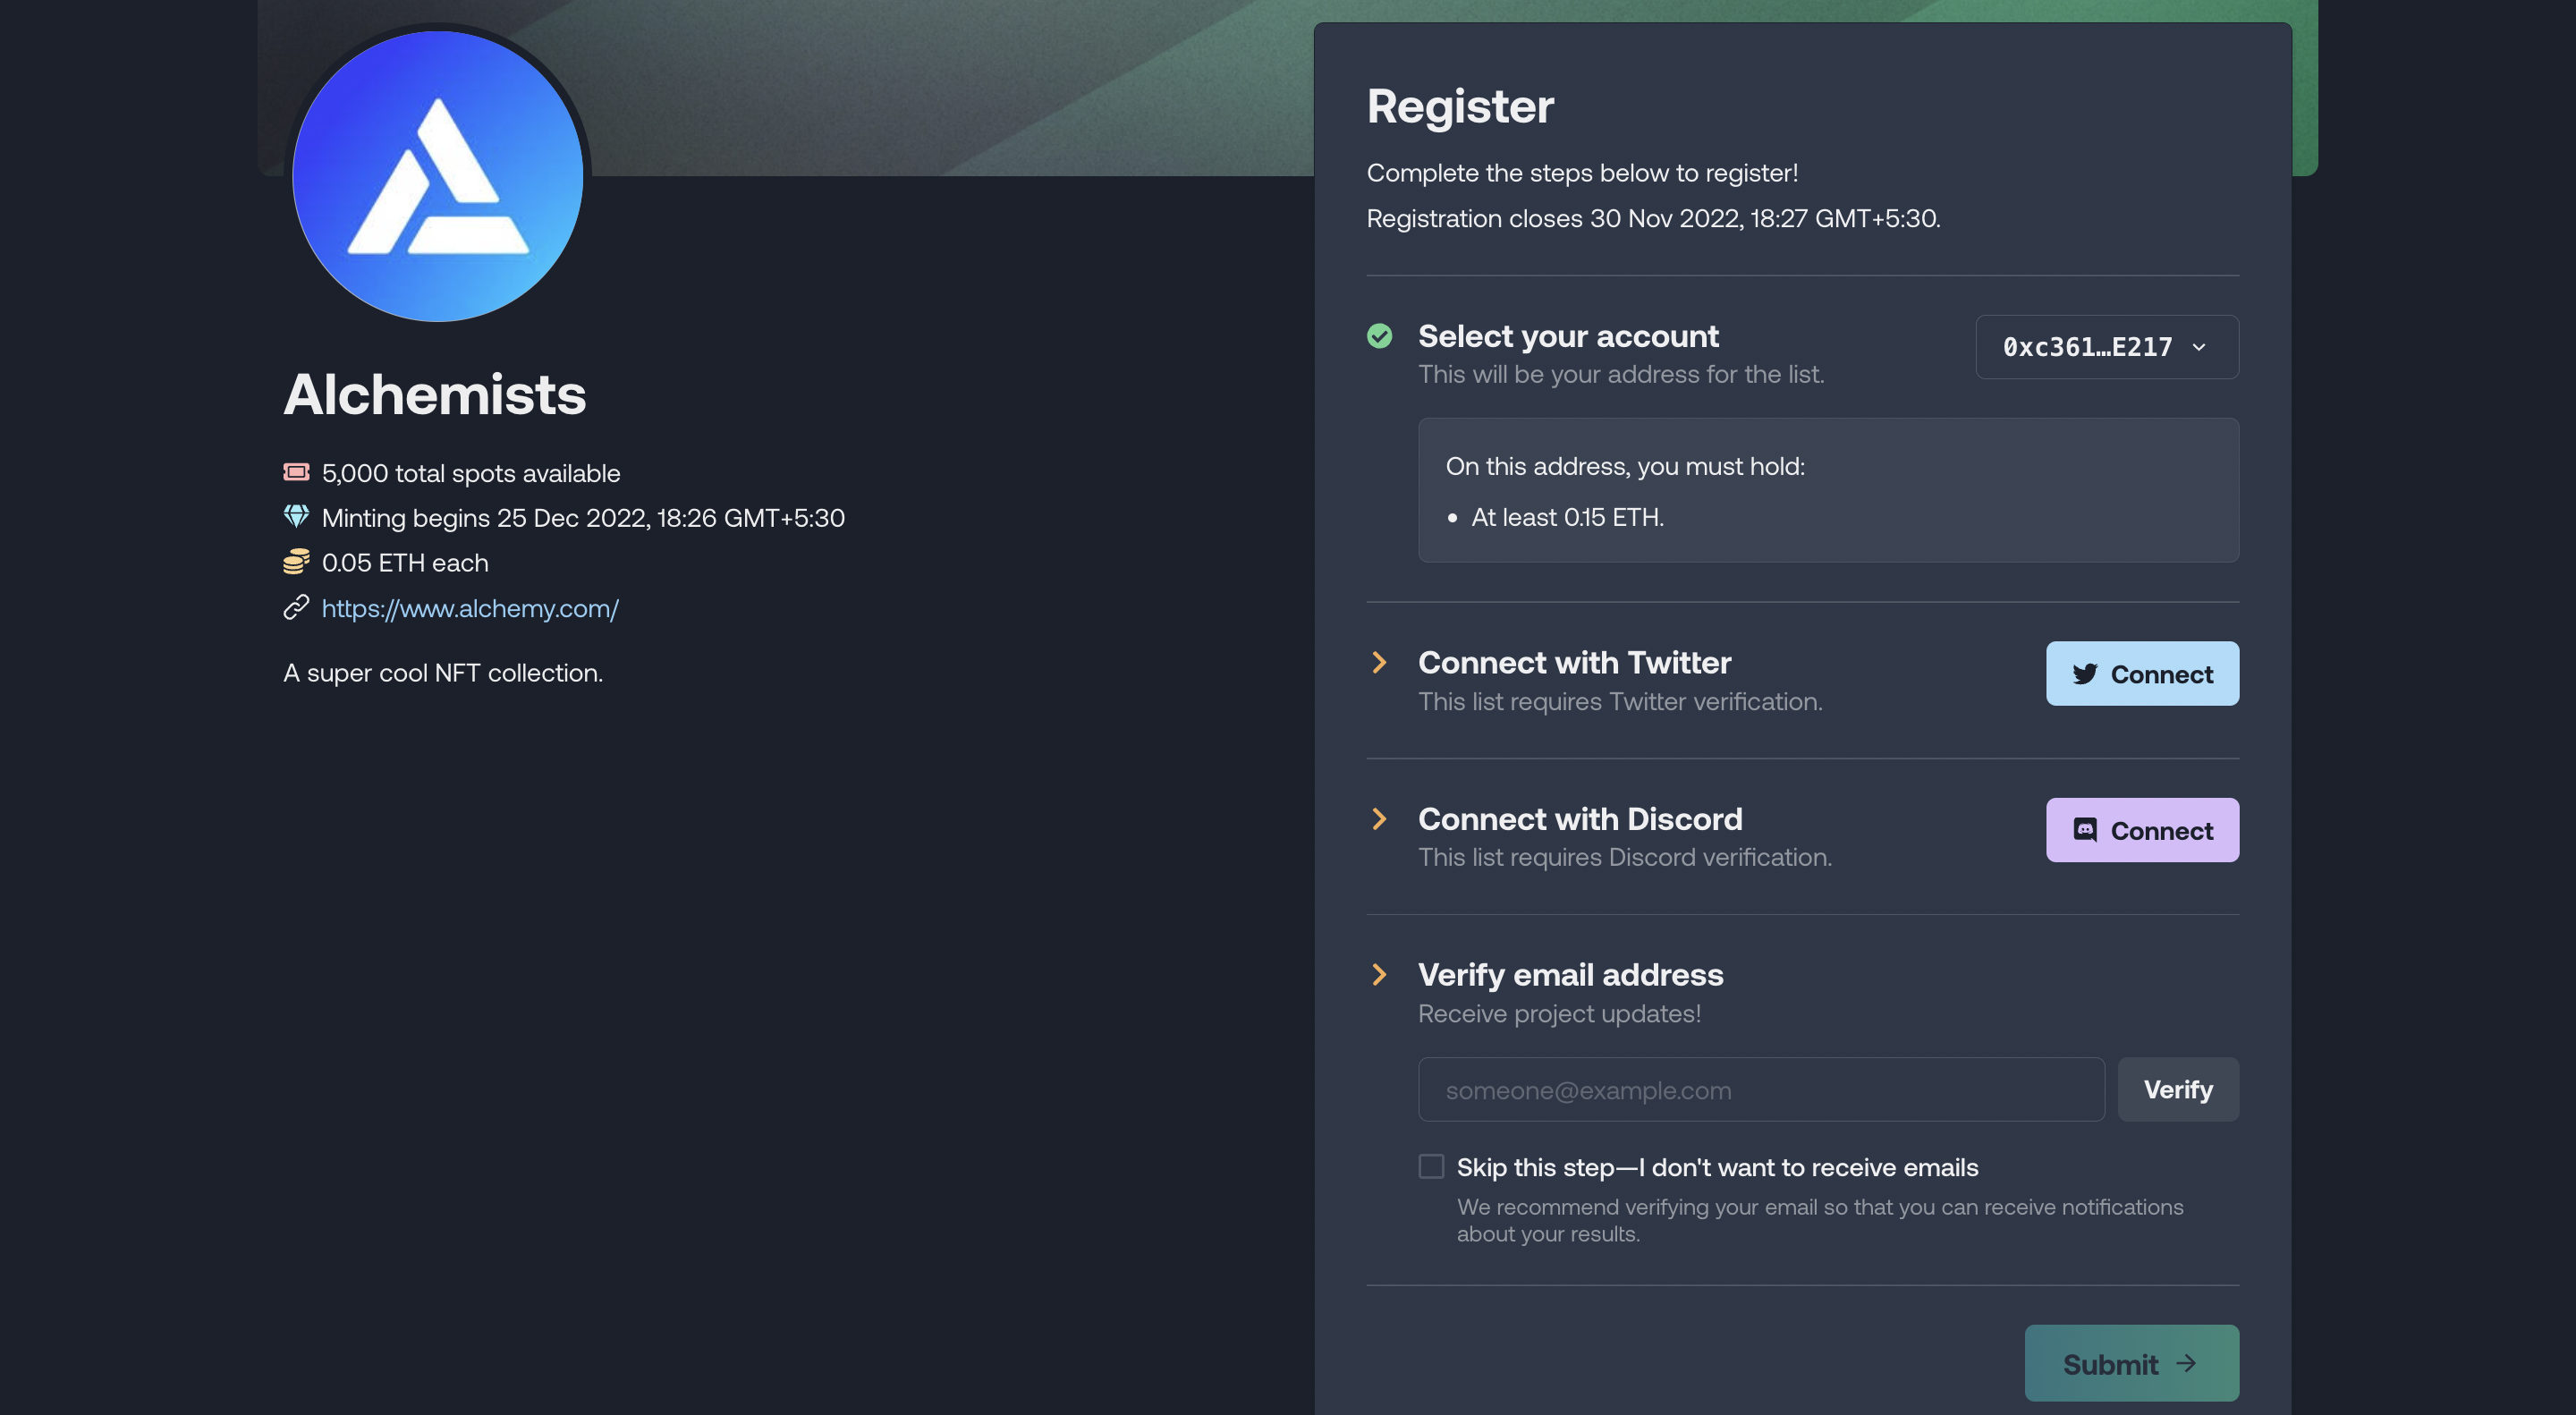 Alchemists
5,000 total spots available
Minting begins 25 Dec 2022, 18:26 GMT+5:30
0.05 ETH each
https://www.alchemy.com/
A super cool NFT collection.
Register
Complete the steps below to register!
Registration closes 30 Nov 2022, 18:27 GMT+5:30.
Select your account
0xc361…E217
This will be your address for the list.
On this address, you must hold:
• At least 0.15 ETH.
Connect with Twitter
Connect
This list requires Twitter verification.
Connect with Discord
Connect
This list requires Discord verification.
Verify email address
Receive project updates!
someone@example.com
Verify
Skip this step—I don't want to receive emails
We recommend verifying your email so that you can receive notifications
about your results.
Submit →